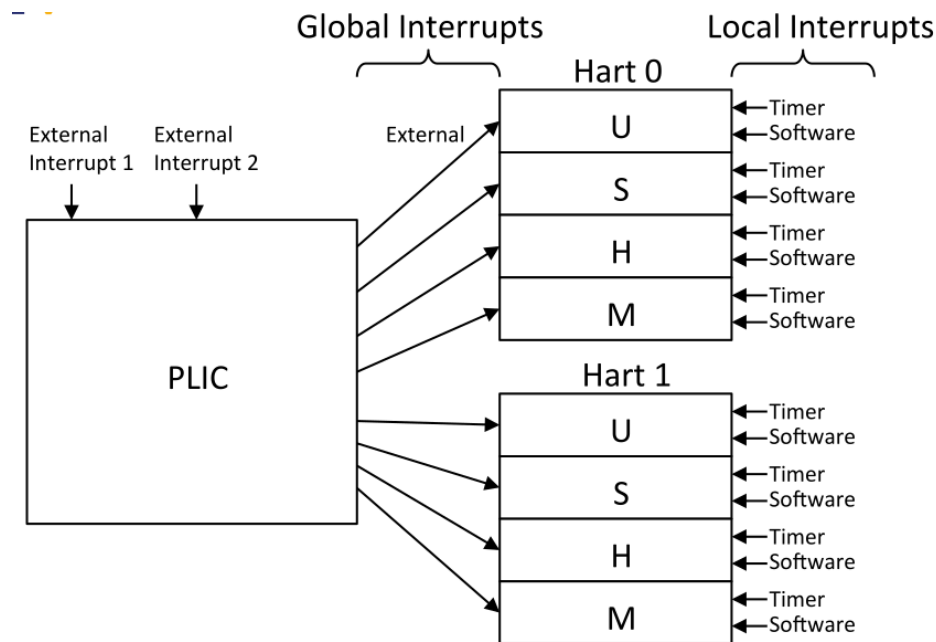 Global Interrupts
Local Interrupts
Hart 0
External
Interrupt 1
External
Interrupt 2
External
PLIC
U
Timer
Software
S
Timer
Software
H
Timer
Software
M
Timer
Software
Hart 1
U
Timer
Software
S
Timer
Software
H
Timer
Software
M
Timer
Software